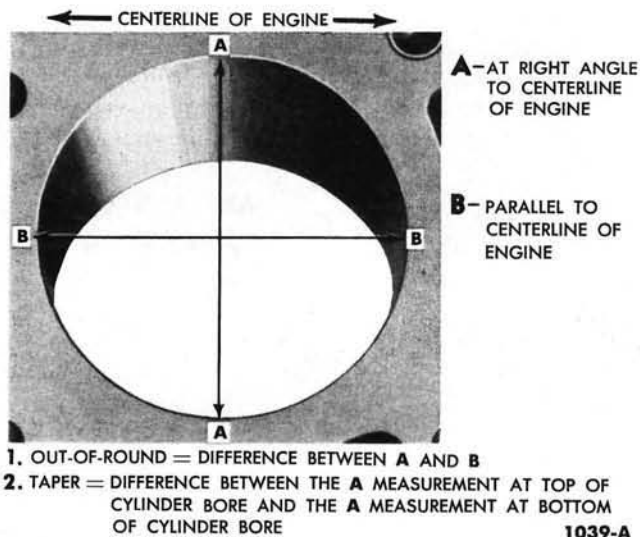 CENTERLINE OF ENGINE
A
A–AT RIGHT ANGLE
TO CENTERLINE
OF ENGINE
B
B
B–PARALLEL TO
CENTERLINE OF
ENGINE
A
1. OUT-OF-ROUND = DIFFERENCE BETWEEN A AND B
2. TAPER = DIFFERENCE BETWEEN THE A MEASUREMENT AT TOP OF
CYLINDER BORE AND THE A MEASUREMENT AT BOTTOM
OF CYLINDER BORE
1039-A